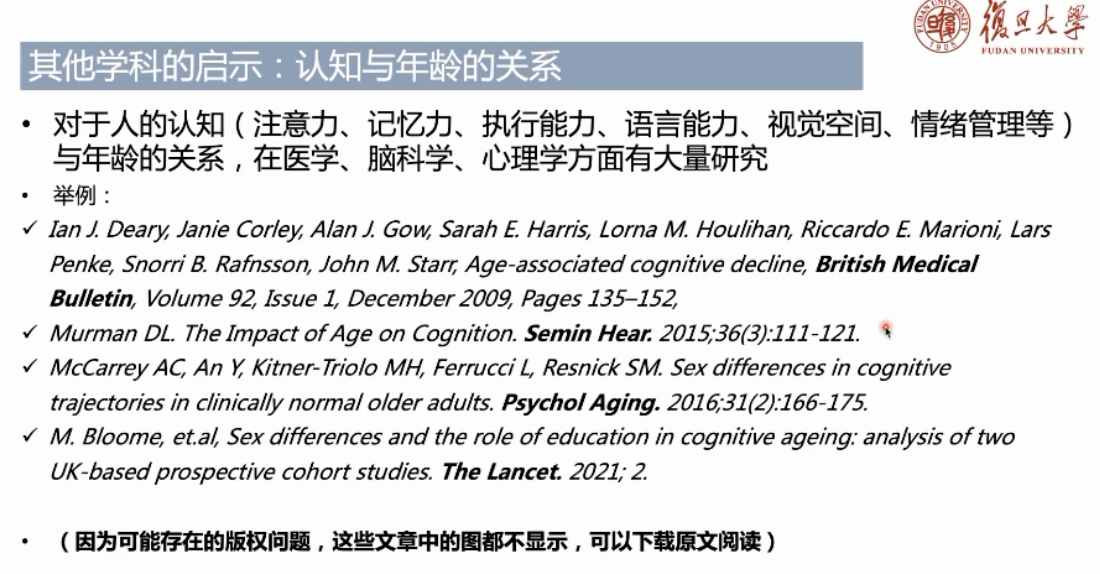 復旦大學
FUDAN UNIVERSITY
FUDAN UNIVERSITY
1905
其他学科的启示：认知与年龄的关系
• 对于人的认知（注意力、记忆力、执行能力、语言能力、视觉空间、情绪管理等）
与年龄的关系，在医学、脑科学、心理学方面有大量研究
• 举例：
✓ Ian J. Deary, Janie Corley, Alan J. Gow, Sarah E. Harris, Lorna M. Houlihan, Riccardo E. Marioni, Lars
Penke, Snorri B. Rafnsson, John M. Starr, Age-associated cognitive decline, British Medical
Bulletin, Volume 92, Issue 1, December 2009, Pages 135–152,
✓ Murman DL. The Impact of Age on Cognition. Semin Hear. 2015;36(3):111-121.
✓ McCarrey AC, An Y, Kitner-Triolo MH, Ferrucci L, Resnick SM. Sex differences in cognitive
trajectories in clinically normal older adults. Psychol Aging. 2016;31(2):166-175.
✓ M. Bloome, et.al, Sex differences and the role of education in cognitive ageing: analysis of two
UK-based prospective cohort studies. The Lancet. 2021; 2.
• （因为可能存在的版权问题，这些文章中的图都不显示，可以下载原文阅读）